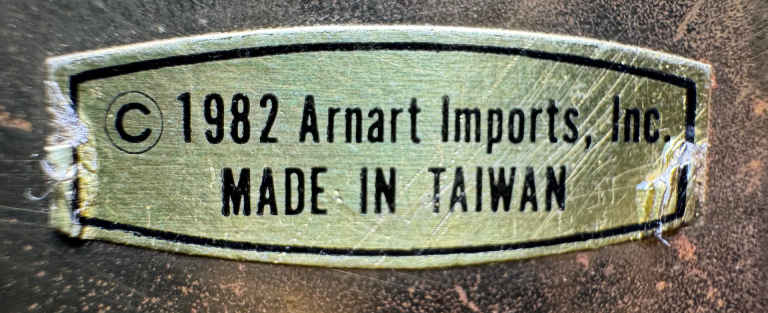 © 1982 Arnart Imports, Inc.
MADE IN TAIWAN